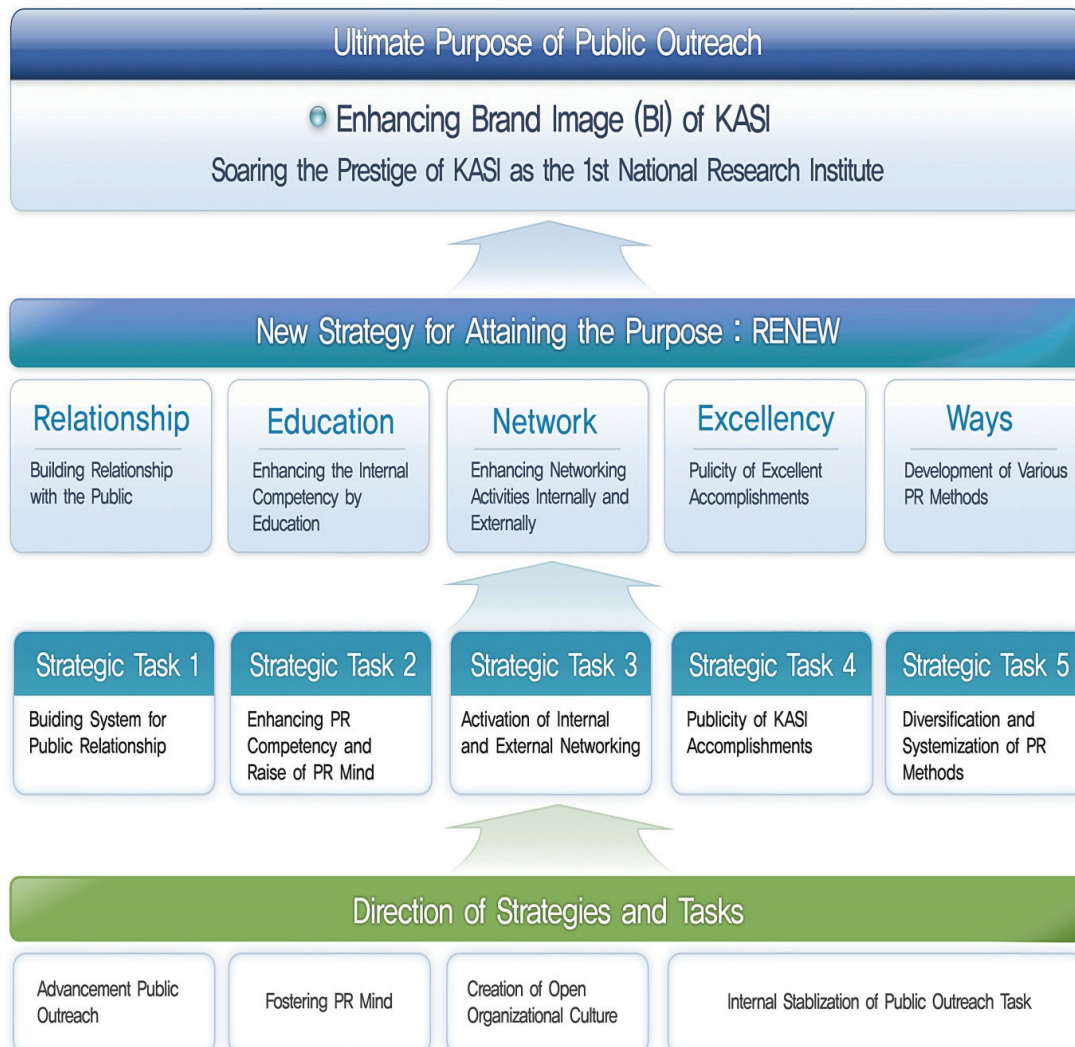 Ultimate Purpose of Public Outreach
Enhancing Brand Image (BI) of KASI
Soaring the Prestige of KASI as the 1st National Research Institute
New Strategy for Attaining the Purpose : RENEW
Relationship
Building Relationship
with the Public
Education
Enhancing the Internal
Competency by
Education
Network
Enhancing Networking
Activities Internally and
Externally
Excellency
Pulicity of Excellent
Accomplishments
Ways
Development of Various
PR Methods
Strategic Task 1
Buiding System for
Public Relationship
Strategic Task 2
Enhancing PR
Competency and
Raise of PR Mind
Strategic Task 3
Activation of Internal
and External Networking
Strategic Task 4
Publicity of KASI
Accomplishments
Strategic Task 5
Diversification and
Systemization of PR
Methods
Direction of Strategies and Tasks
Advancement Public
Outreach
Fostering PR Mind
Creation of Open
Organizational Culture
Internal Stablization of Public Outreach Task